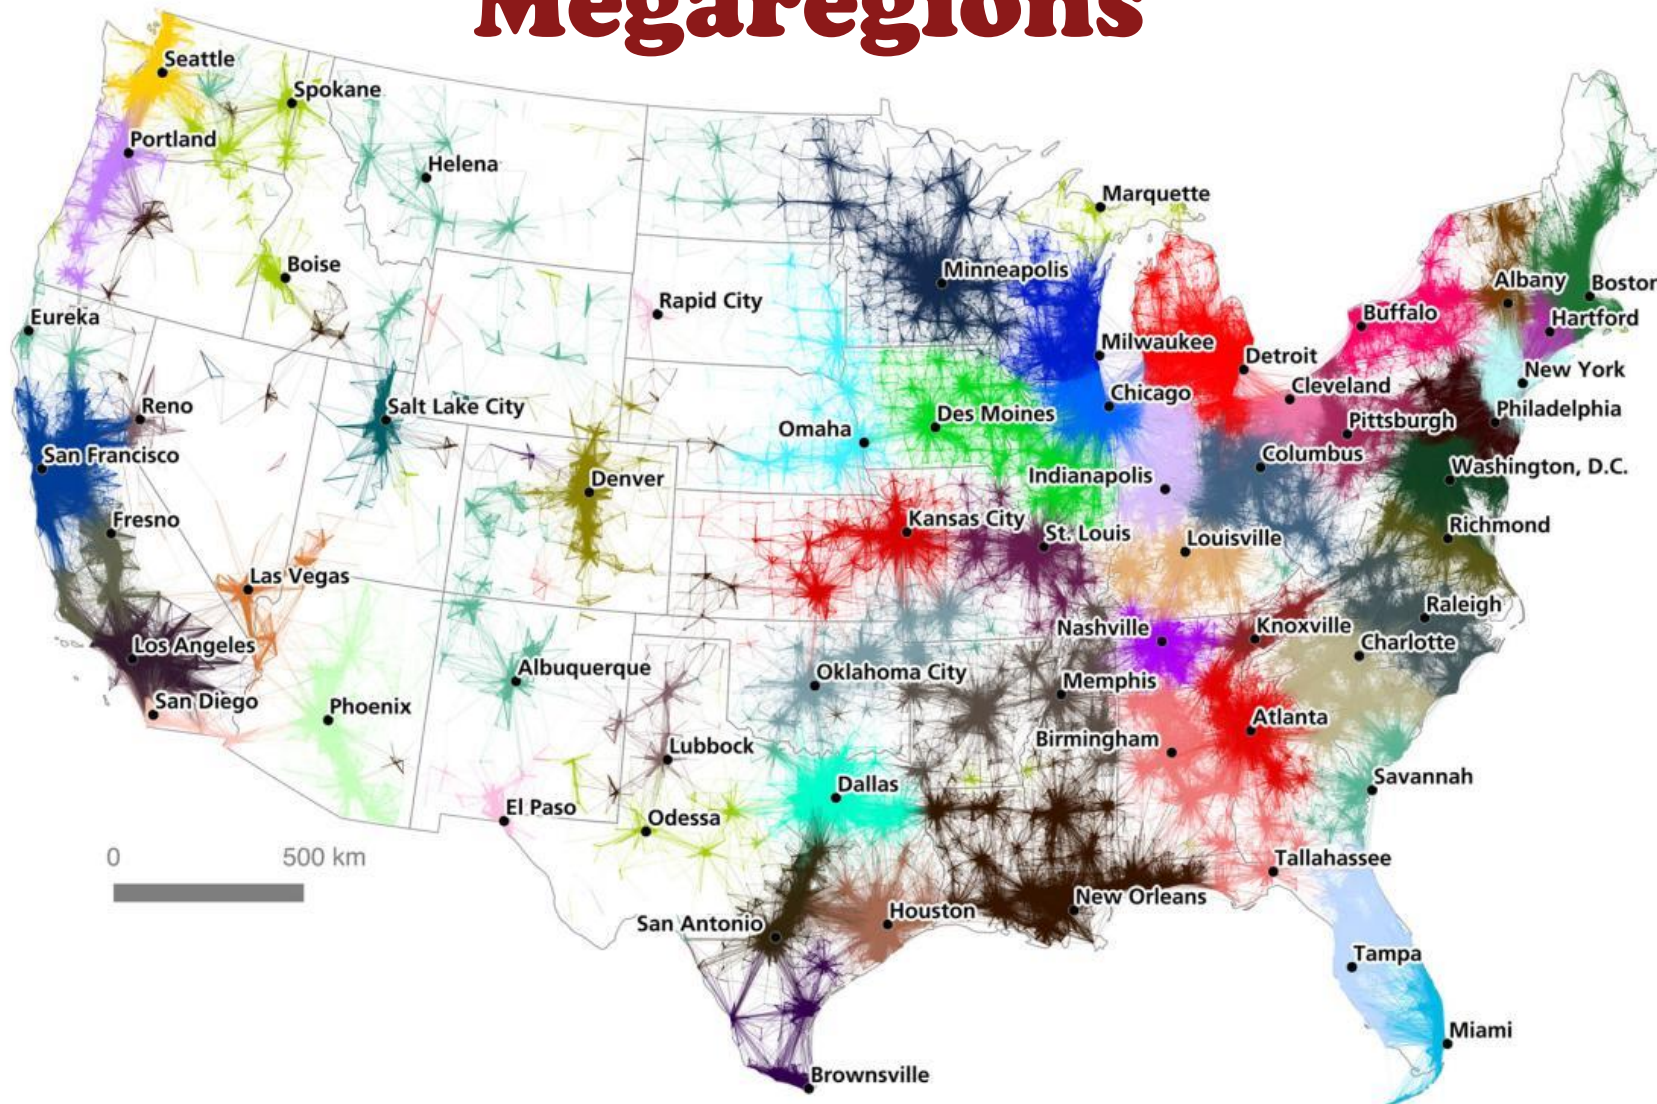 Megaregions
Seattle
Spokane
Portland
Helena
Marquette
Boise
Minneapolis
Albany
Boston
Rapid City
Buffalo
Hartford
Eureka
Milwaukee
Detroit
New York
Cleveland
Chicago
Reno
Salt Lake City
Des Moines
Philadelphia
Omaha
Pittsburgh
San Francisco
Columbus
Washington, D.C.
Indianapolis
Denver
Fresno
Kansas City
St. Louis
Louisville
Richmond
Las Vegas
Raleigh
Nashville
Knoxville
Los Angeles
Charlotte
Albuquerque
Oklahoma City
Memphis
San Diego
Phoenix
Atlanta
Lubbock
Birmingham
Dallas
Savannah
El Paso
Odessa
0 500 km
Tallahassee
New Orleans
San Antonio
Houston
Tampa
Miami
Brownsville